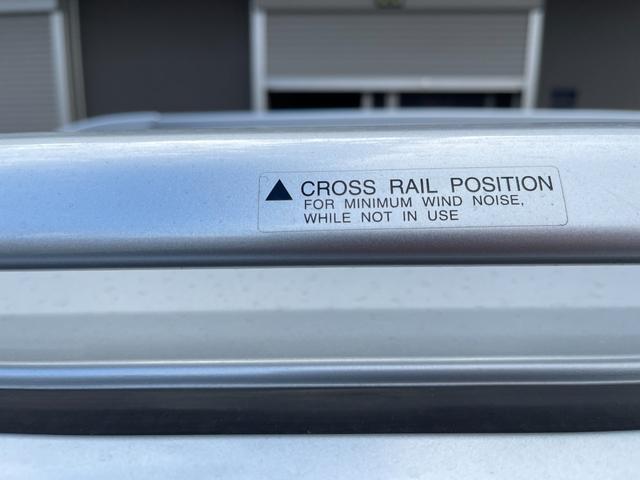 ▲ CROSS RAIL POSITION
FOR MINIMUM WIND NOISE,
WHILE NOT IN USE